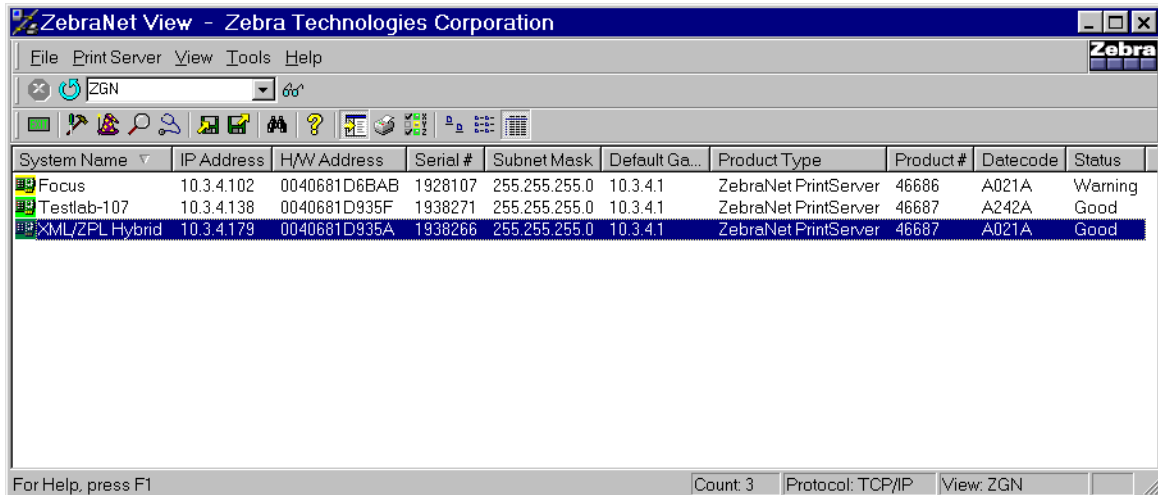 ZebraNet View - Zebra Technologies Corporation
File Print Server View Tools Help
Zebra
ZGN
System Name IP Address H/W Address Serial # Subnet Mask Default Ga... Product Type Product # Datecode Status
Focus 10.3.4.102 0040681D6BAB 1928107 255.255.255.0 10.3.4.1 ZebraNet PrintServer 46686 A021A Warning
Testlab-107 10.3.4.138 0040681D935F 1938271 255.255.255.0 10.3.4.1 ZebraNet PrintServer 46687 A242A Good
XML/ZPL Hybrid 10.3.4.179 0040681D935A 1938266 255.255.255.0 10.3.4.1 ZebraNet PrintServer 46687 A021A Good
For Help, press F1 Count: 3 Protocol: TCP/IP View: ZGN